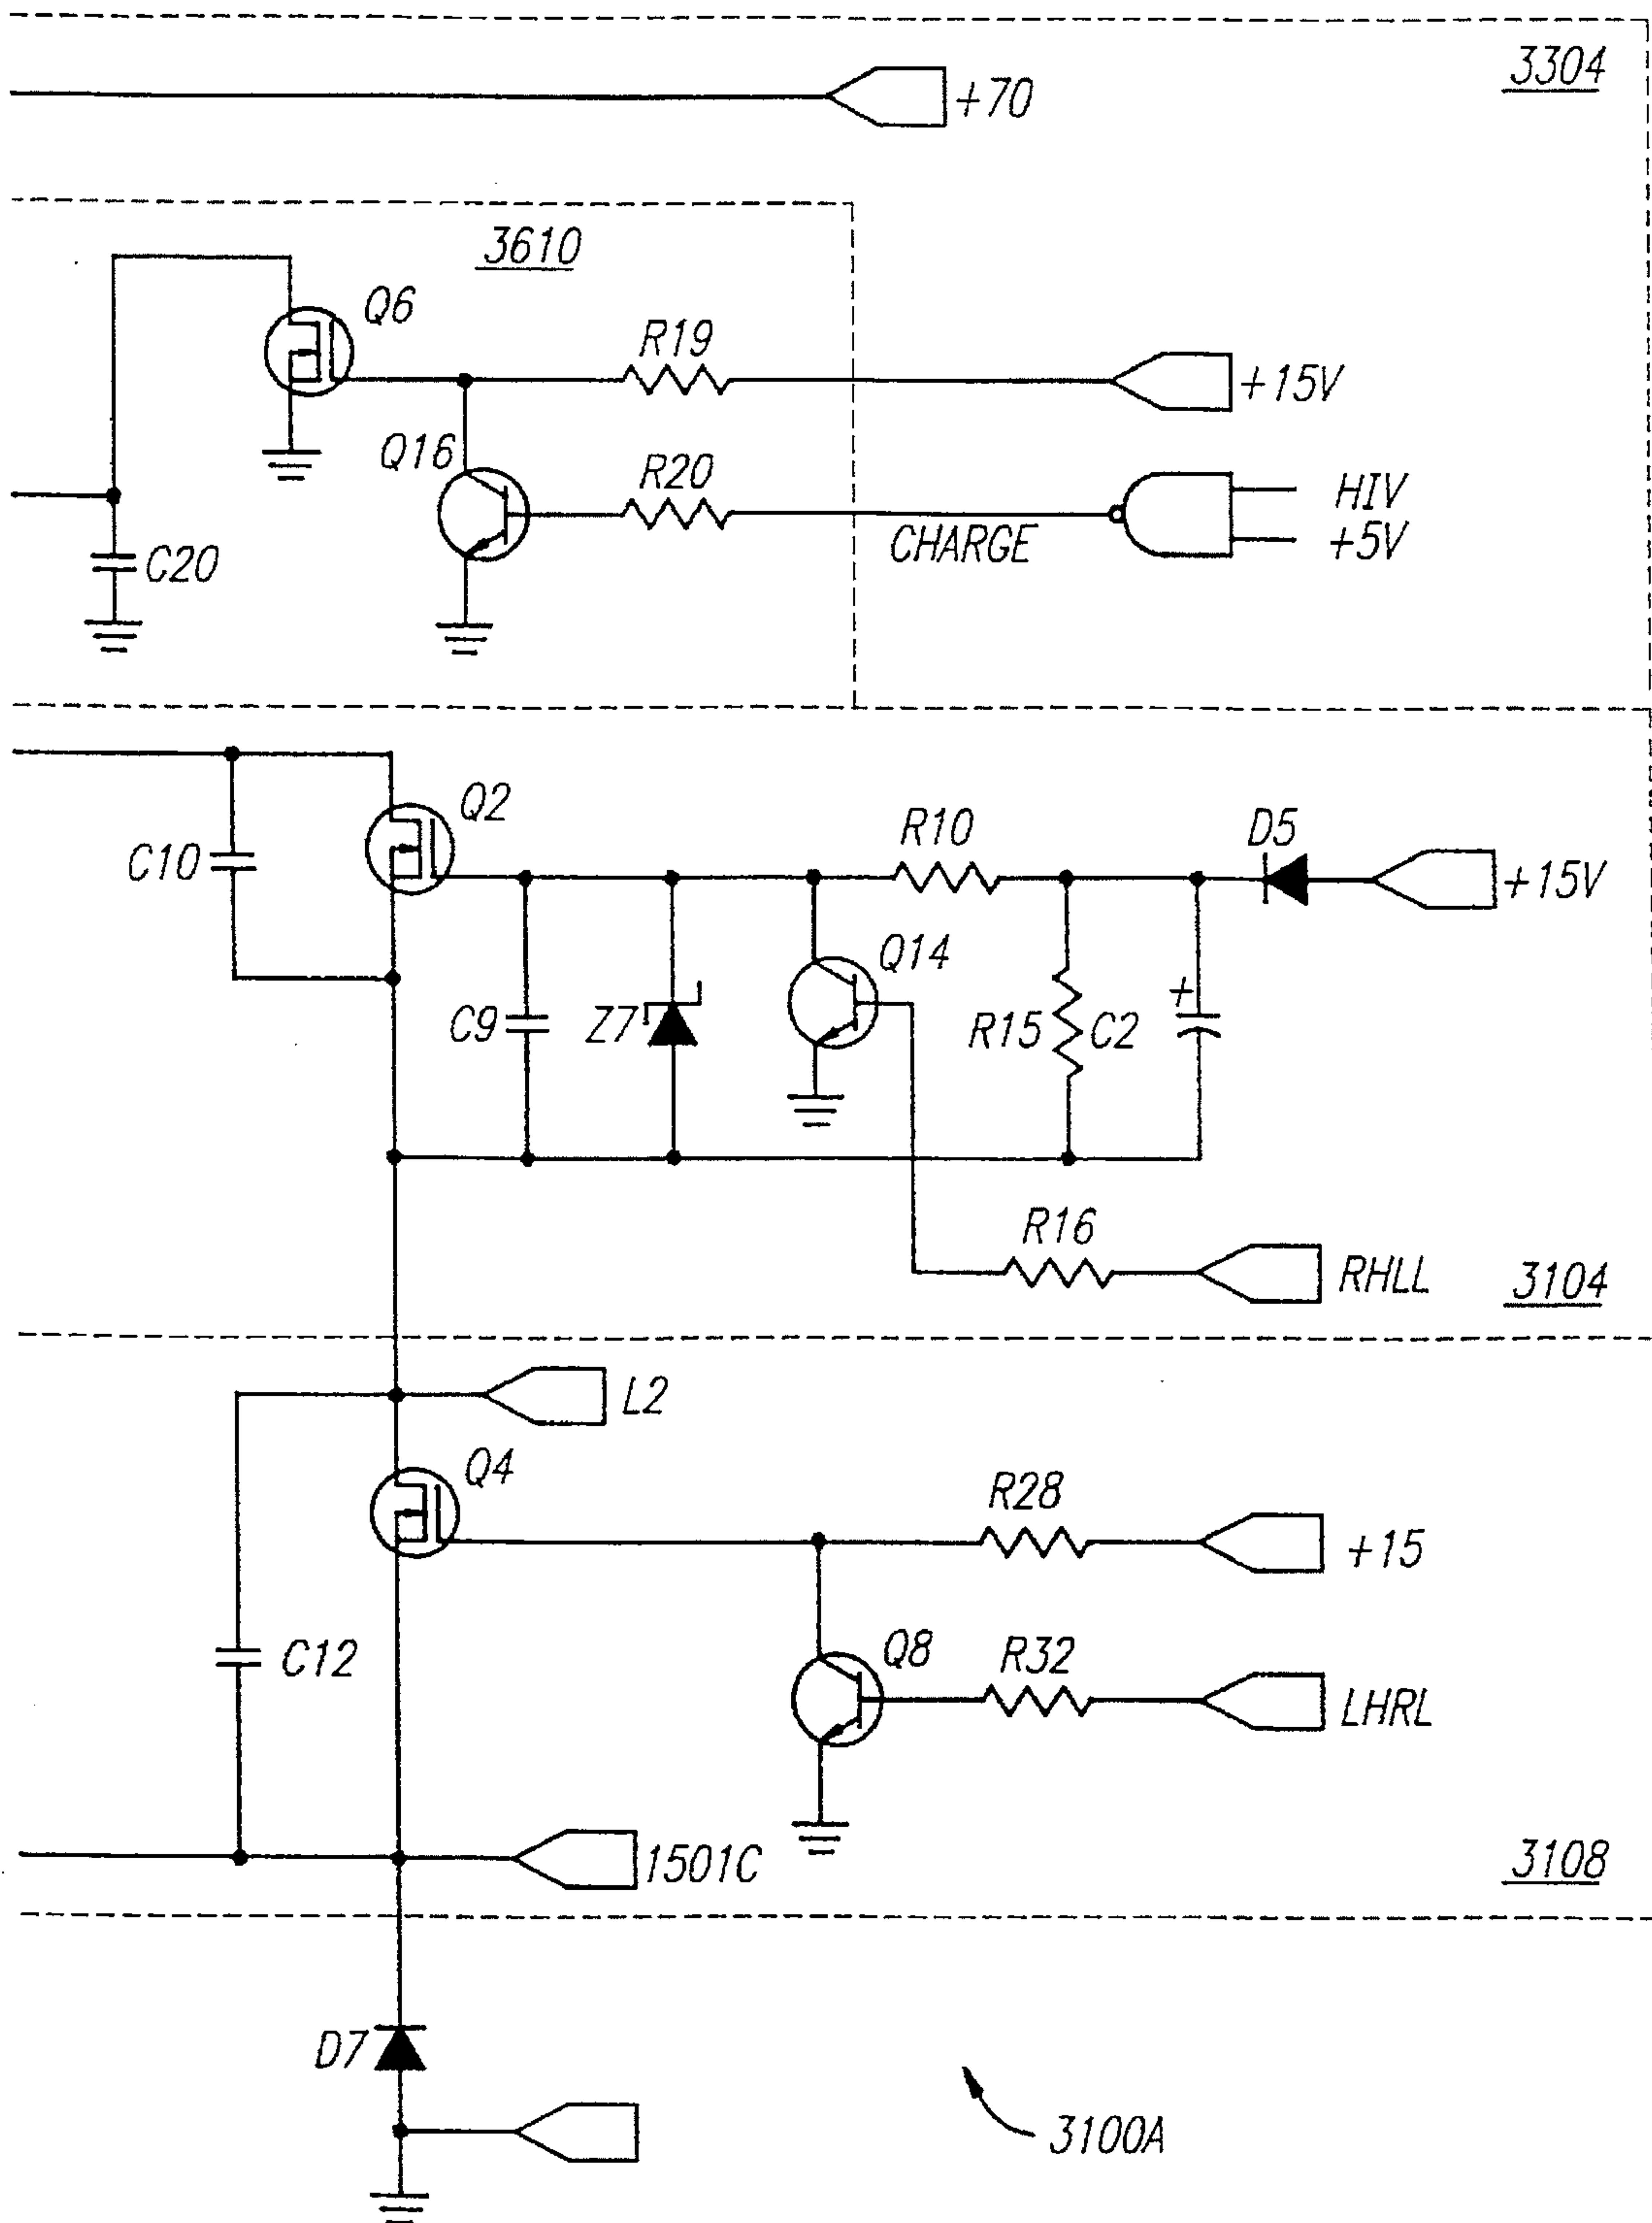 3304
+70
3610
Q6
R19
+15V
Q16
R20
HIV
+5V
CHARGE
C20
Q2
R10
D5
C10
+15V
Q14
+
C9
Z7
R15
C2
R16
RHLL
3104
L2
Q4
R28
+15
Q8
R32
C12
LHRL
1501C
3108
D7
3100A